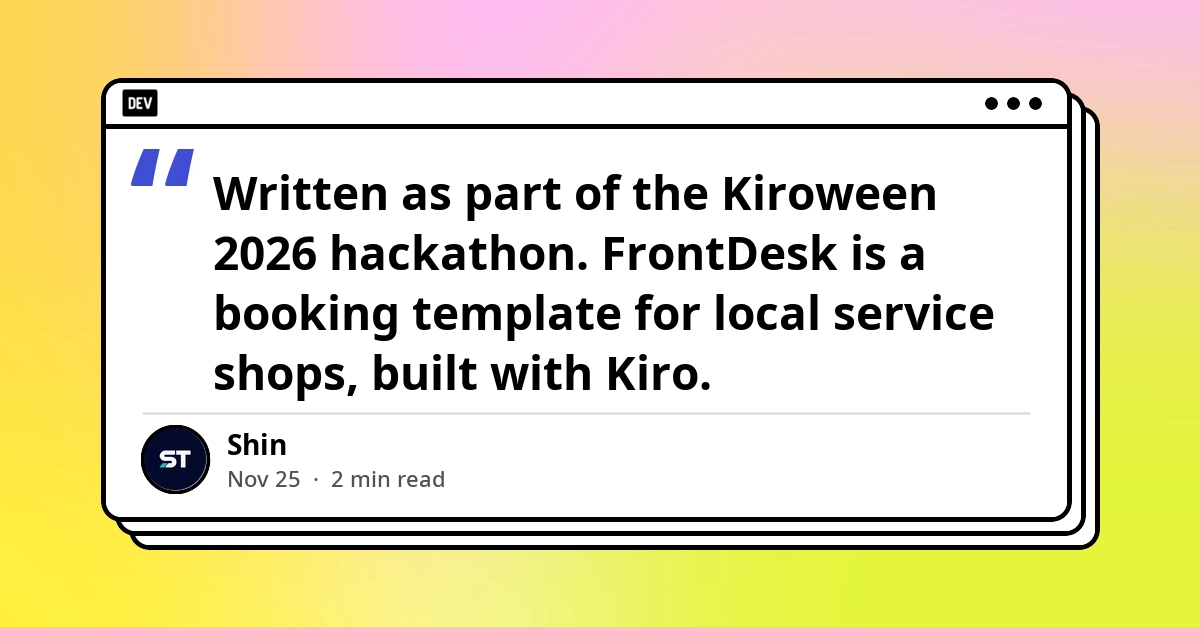 DEV
“ Written as part of the Kiroween
2026 hackathon. FrontDesk is a
booking template for local service
shops, built with Kiro.
ST
Shin
Nov 25 · 2 min read